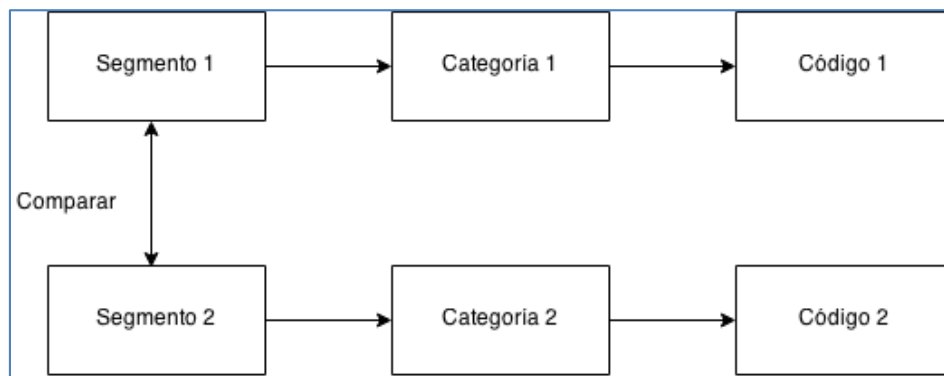 Segmento 1
Categoria 1
Código 1
Comparar
Segmento 2
Categoria 2
Código 2